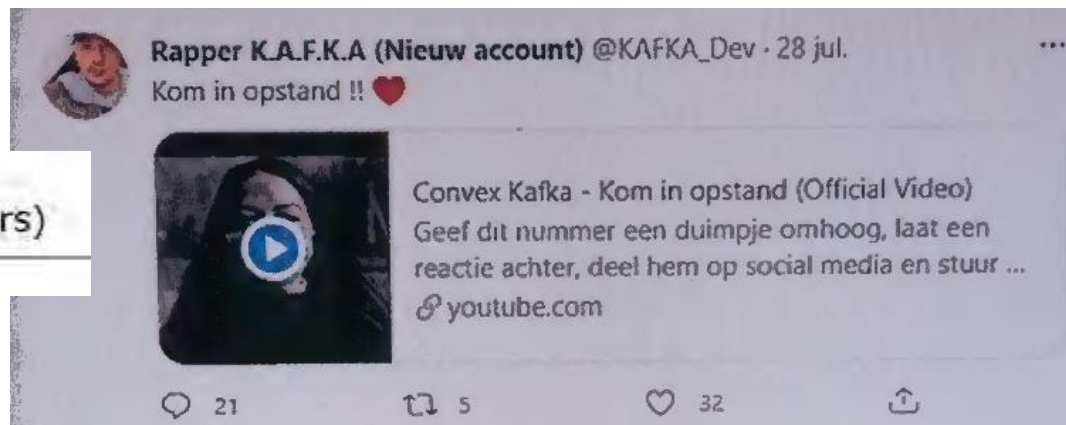 Rapper K.A.F.K.A (Nieuw account) @KAFKA_Dev · 28 jul.
Kom in opstand !! ❤
rs)
Convex Kafka - Kom in opstand (Official Video)
Geef dit nummer een duimpje omhoog, laat een
reactie achter, deel hem op social media en stuur ...
youtube.com
21 5 32